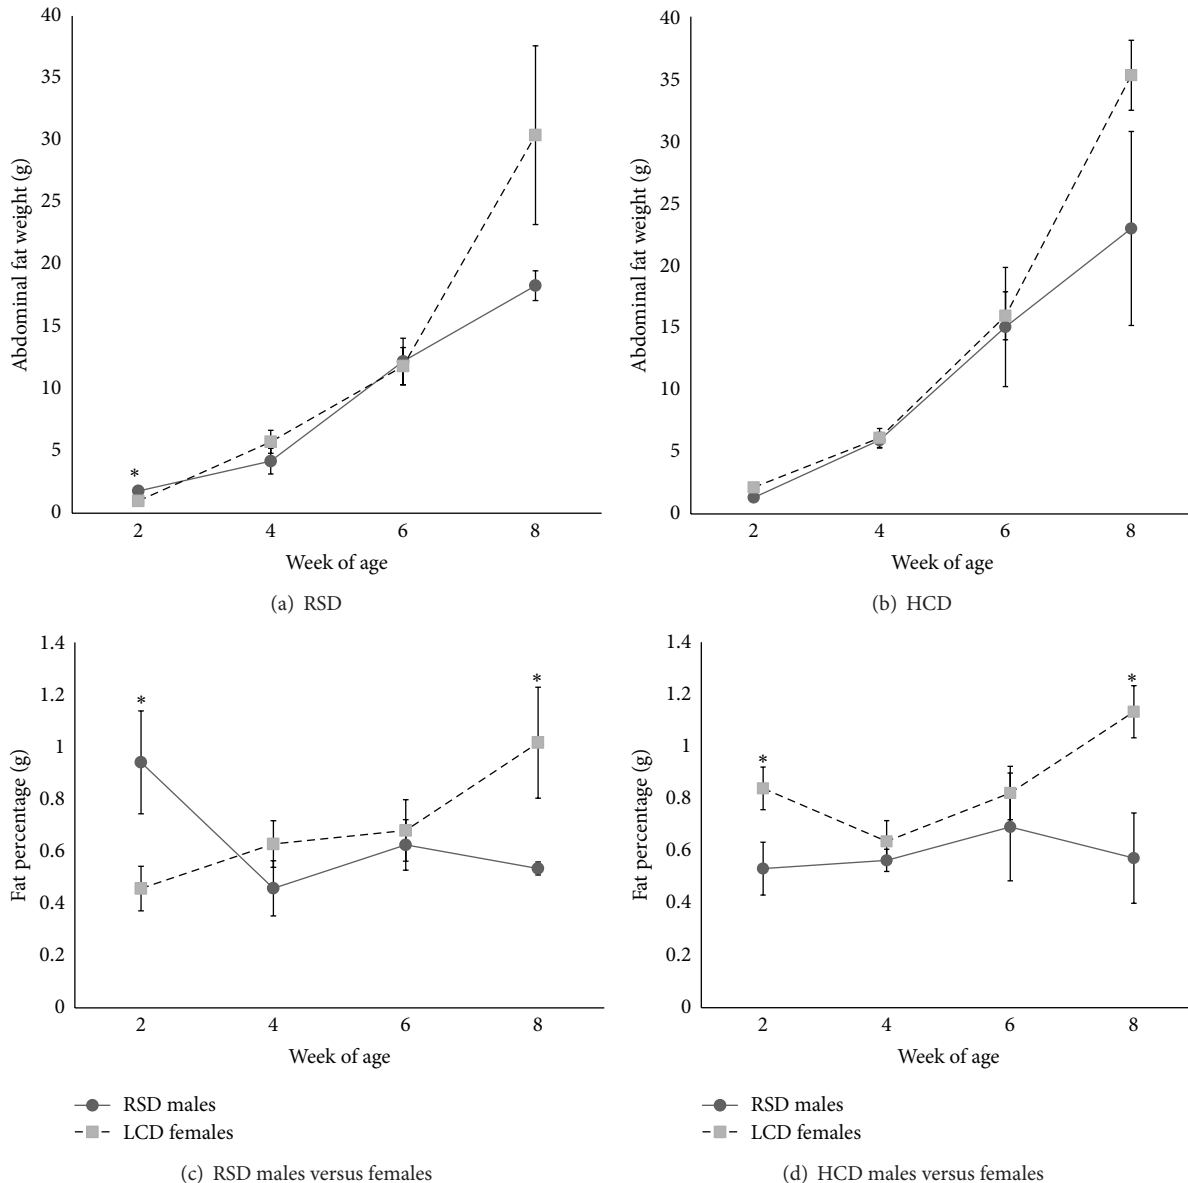 40
35
30
25
20
15
10
5
0
Abdominal fat weight (g)
*
2 4 6 8
Week of age
(a) RSD
40
35
30
25
20
15
10
5
0
Abdominal fat weight (g)
2 4 6 8
Week of age
(b) HCD
1.4
1.2
1
0.8
0.6
0.4
0.2
0
Fat percentage (g)
* *
2 4 6 8
Week of age
RSD males
LCD females
(c) RSD males versus females
1.4
1.2
1
0.8
0.6
0.4
0.2
0
Fat percentage (g)
* *
2 4 6 8
Week of age
RSD males
LCD females
(d) HCD males versus females